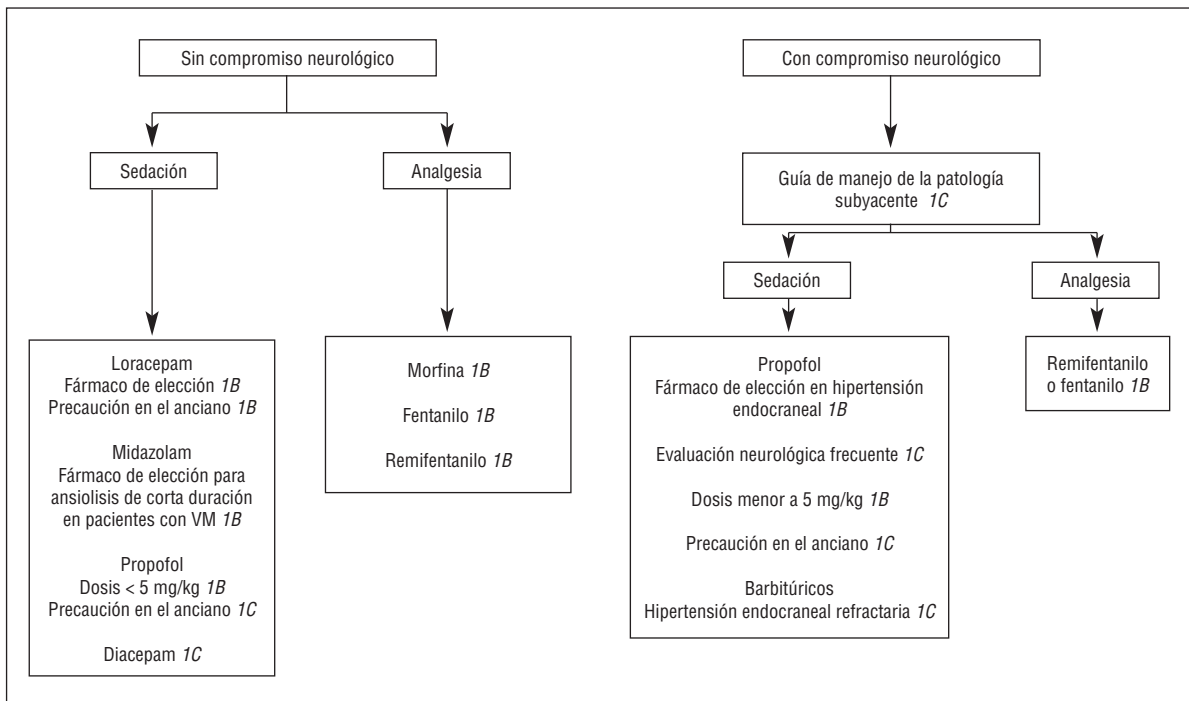 Sin compromiso neurológico
Sedación
Analgesia
Loracepam
Fármaco de elección 1B
Precaución en el anciano 1B
Midazolam
Fármaco de elección para
ansiolisis de corta duración
en pacientes con VM 1B
Propofol
Dosis < 5 mg/kg 1B
Precaución en el anciano 1C
Diacepam 1C
Morfina 1B
Fentanilo 1B
Remifentanilo 1B
Con compromiso neurológico
Guía de manejo de la patología
subyacente 1C
Sedación
Analgesia
Propofol
Fármaco de elección en hipertensión
endocraneal 1B
Evaluación neurológica frecuente 1C
Dosis menor a 5 mg/kg 1B
Precaución en el anciano 1C
Barbitúricos
Hipertensión endocraneal refractaria 1C
Remifentanilo
o fentanilo 1B